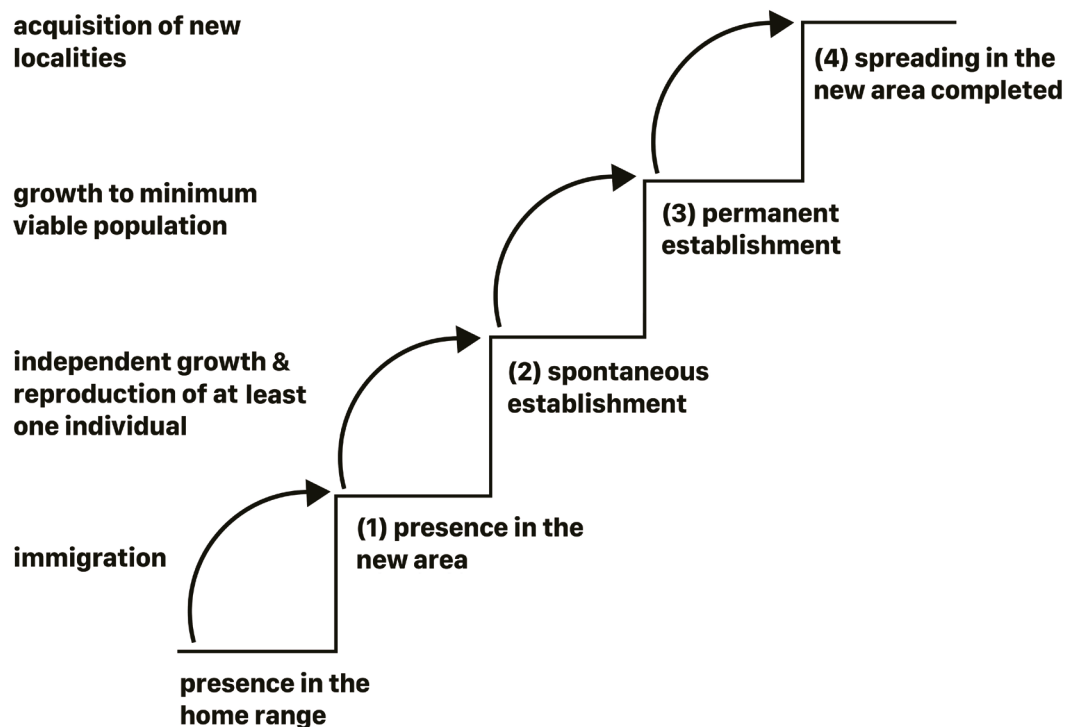 acquisition of new
localities
(4) spreading in the
new area completed
growth to minimum
viable population
(3) permanent
establishment
independent growth &
reproduction of at least
one individual
(2) spontaneous
establishment
immigration
(1) presence in the
new area
presence in the
home range